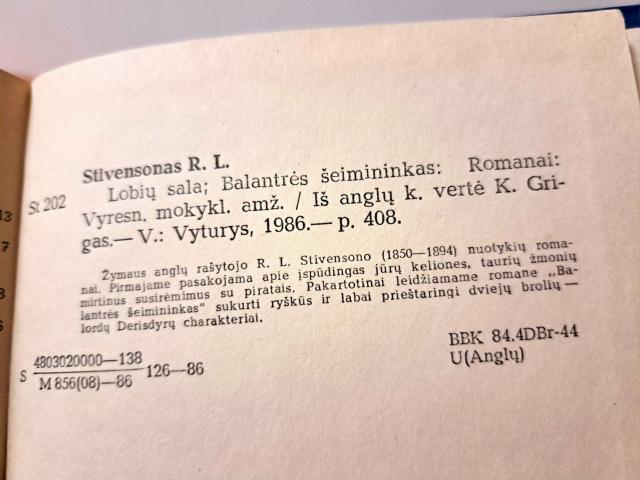 Stivensonas R. L.
St 202
Lobių sala; Balantrės šeimininkas: Romanai:
Vyresn. mokykl. amž. / Iš anglų k. vertė K. Gri-
gas.— V.: Vyturys, 1986.— p. 408.
Žymaus anglų rašytojo R. L. Stivensono (1850—1894) nuotykių roma-
nai. Pirmajame pasakojama apie įspūdingas jūrų keliones, taurių žmonių
mirtinus susirėmimus su piratais. Pakartotinai leidžiamame romane „Ba-
lantrės šeimininkas“ sukurti ryškūs ir labai prieštaringi dviejų brolių —
lordų Derisdyrų charakteriai.
S 4803020000—138
M 856(08)—86 126—86
BBK 84.4DBr-44
U(Anglų)
13
7
8